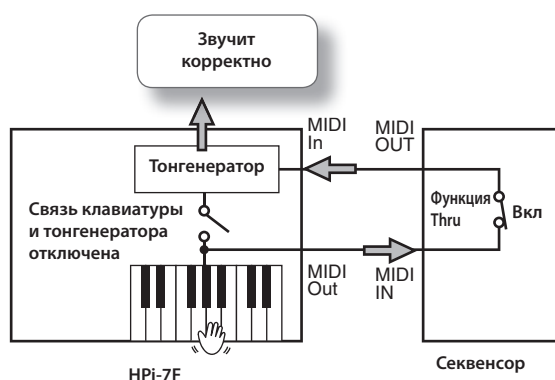 Звучит
корректно
MIDI
In
MIDI
OUT
Тонгенератор
Функция
Thru
Вкл
Связь клавиатуры
и тонгенератора
отключена
MIDI
Out
MIDI
IN
HPi-7F
Секвенсор